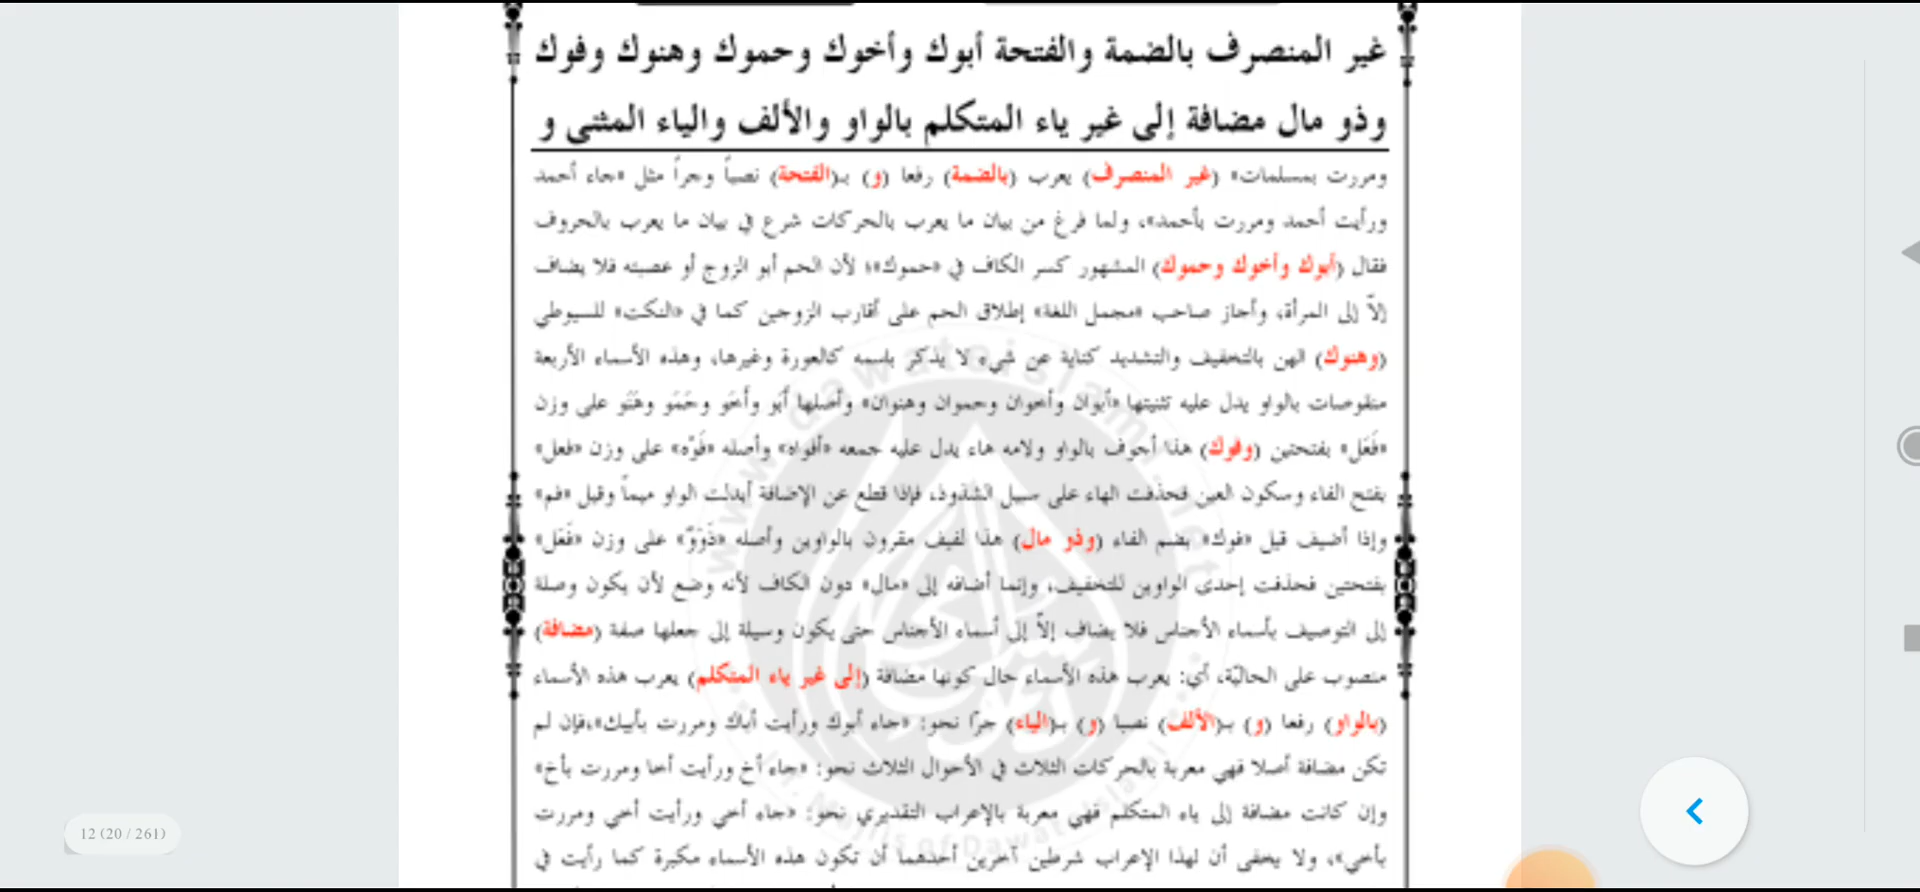 غير المنصرف بالضمة والفتحة أبوك وأخوك وحموك وهنوك وفوك
وذو مال مضافة إلى غير ياء المتكلم بالواو والألف والياء المثنى و
ومررت بمسلمات» (غير المنصرف) يعرب (بالضمة) رفعا (و) بـ(الفتحة) نصباً وجراً مثل «جاء أحمد
ورأيت أحمد ومررت بأحمد»، ولما فرغ من بيان ما يعرب بالحركات شرع في بيان ما يعرب بالحروف
فقال (أبوك وأخوك وحموك) المشهور كسر الكاف في «حموك»؛ لأن الحم أبو الزوج أو عصبته فلا يضاف
إلاّ إلى المرأة، وأجاز صاحب «مجمل اللغة» إطلاق الحم على أقارب الزوجين كما في «النكت» للسيوطي
(وهنوك) الهن بالتخفيف والتشديد كناية عن شيء لا يذكر باسمه كالعورة وغيرها، وهذه الأسماء الأربعة
منقوصات بالواو يدل عليه تثنيتها «أبوان وأخوان وحموان وهنوان» وأصلها أَبَو وأَخَو وحَمَو وهَنَو على وزن
«فَعَل» بفتحتين (وفوك) هذا أجوف بالواو ولامه هاء يدل عليه جمعه «أفواه» وأصله «فَوْه» على وزن «فعل»
بفتح الفاء وسكون العين فحذفت الهاء على سبيل الشذوذ، فإذا قطع عن الإضافة أبدلت الواو ميماً وقيل «فم»
وإذا أضيف قيل «فوك» بضم الفاء (وذو مال) هذا لفيف مقرون بالواوين وأصله «ذَوَوٌ» على وزن «فَعَل»
بفتحتين فحذفت إحدى الواوين للتخفيف، وإنما أضافه إلى «مال» دون الكاف لأنه وضع لأن يكون وصلة
إلى التوصيف بأسماء الأجناس فلا يضاف إلاّ إلى أسماء الأجناس حتى يكون وسيلة إلى جعلها صفة (مضافة)
منصوب على الحاليّة، أي: يعرب هذه الأسماء حال كونها مضافة (إلى غير ياء المتكلم) يعرب هذه الأسماء
(بالواو) رفعا (و) بـ(الألف) نصبا (و) بـ(الياء) جرّا نحو: «جاء أبوك ورأيت أباك ومررت بأبيك»،فإن لم
تكن مضافة أصلا فهي معربة بالحركات الثلاث في الأحوال الثلاث نحو: «جاء أخ ورأيت أخا ومررت بأخ»
وإن كانت مضافة إلى ياء المتكلم فهي معربة بالإعراب التقديري نحو: «جاء أخي ورأيت أخي ومررت
بأخي»، ولا يخفى أن لهذا الإعراب شرطين آخرين أحدهما أن تكون هذه الأسماء مكبرة كما رأيت في
12 (20 / 261)